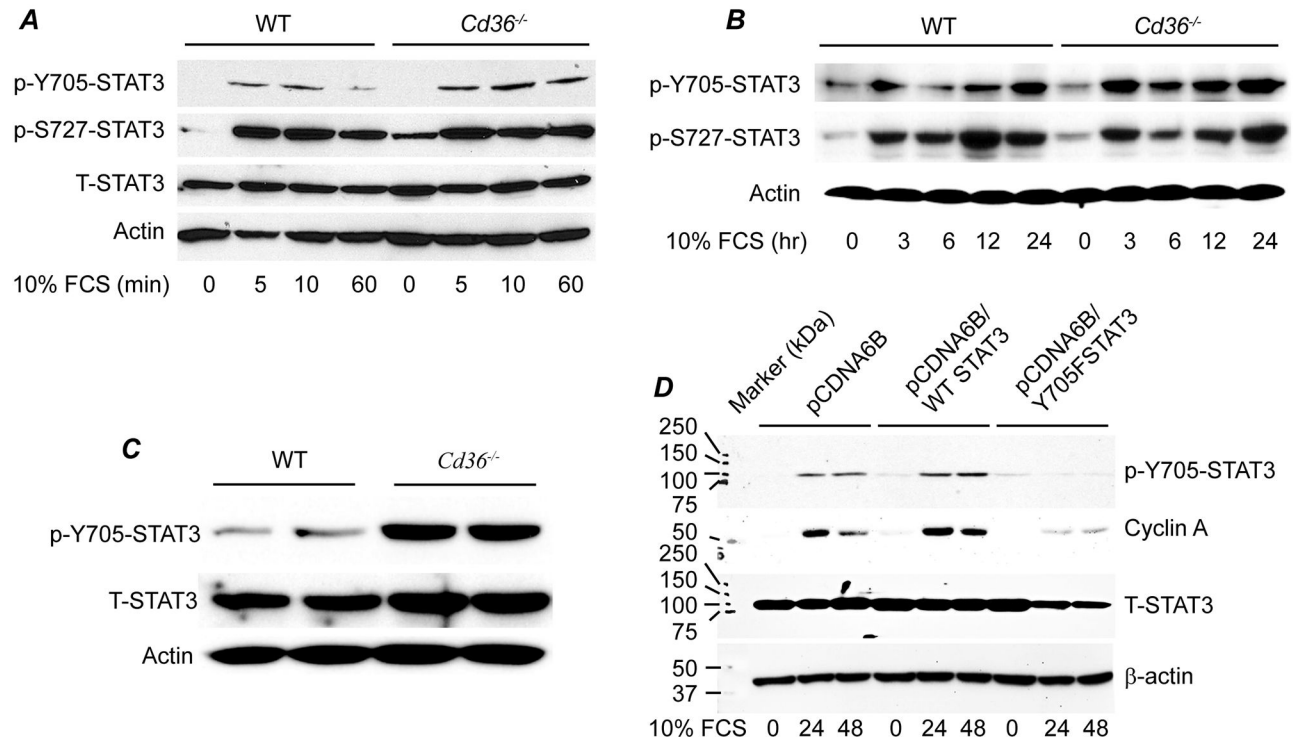 A
WT Cd36-/-
p-Y705-STAT3
p-S727-STAT3
T-STAT3
Actin
10% FCS (min) 0 5 10 60 0 5 10 60
B
WT Cd36-/-
p-Y705-STAT3
p-S727-STAT3
Actin
10% FCS (hr) 0 3 6 12 24 0 3 6 12 24
C
WT Cd36-/-
p-Y705-STAT3
T-STAT3
Actin
D
Marker (kDa)
pCDNA6B
pCDNA6B/
WT STAT3
pCDNA6B/
Y705FSTAT3
250
150
100
75
p-Y705-STAT3
50
Cyclin A
250
150
100
75
T-STAT3
50
37
β-actin
10% FCS 0 24 48 0 24 48 0 24 48